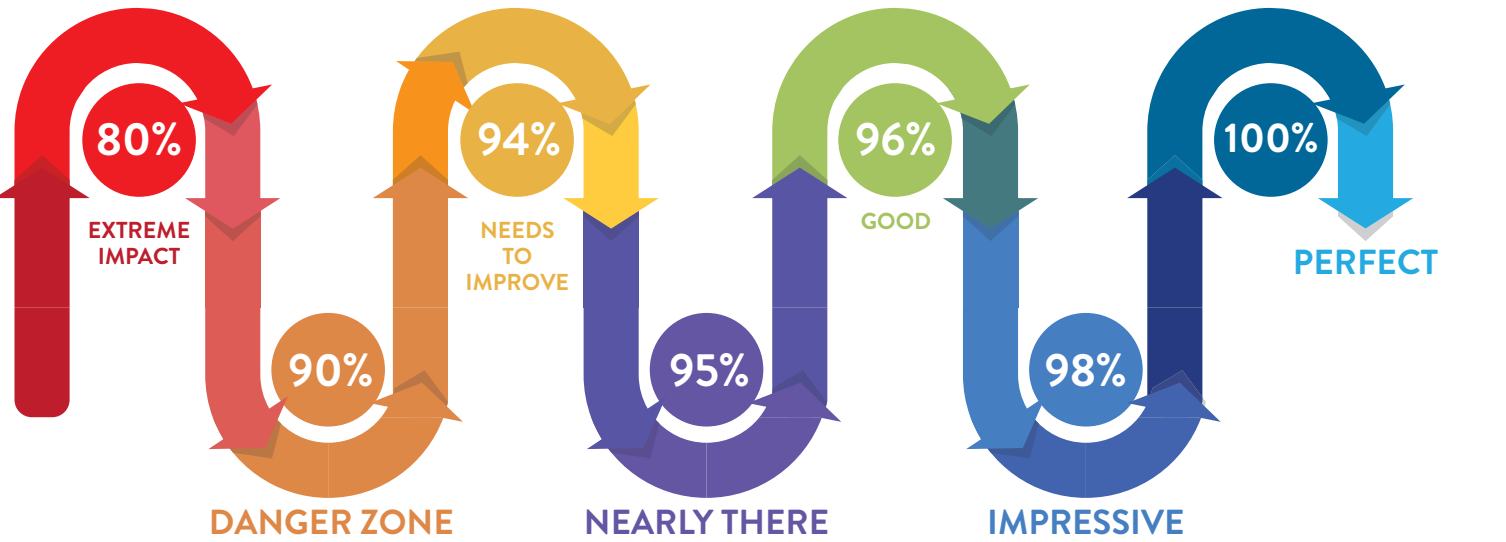 80%
EXTREME
IMPACT
90%
DANGER ZONE
94%
NEEDS
TO
IMPROVE
95%
NEARLY THERE
96%
GOOD
98%
IMPRESSIVE
100%
PERFECT